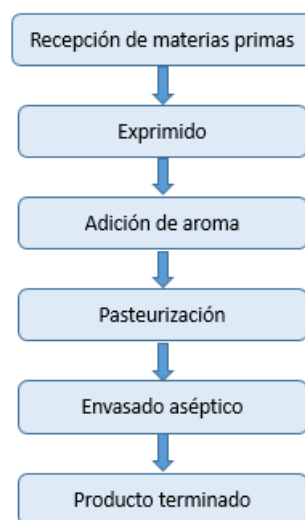 Recepción de materias primas
Exprimido
Adición de aroma
Pasteurización
Envasado aséptico
Producto terminado